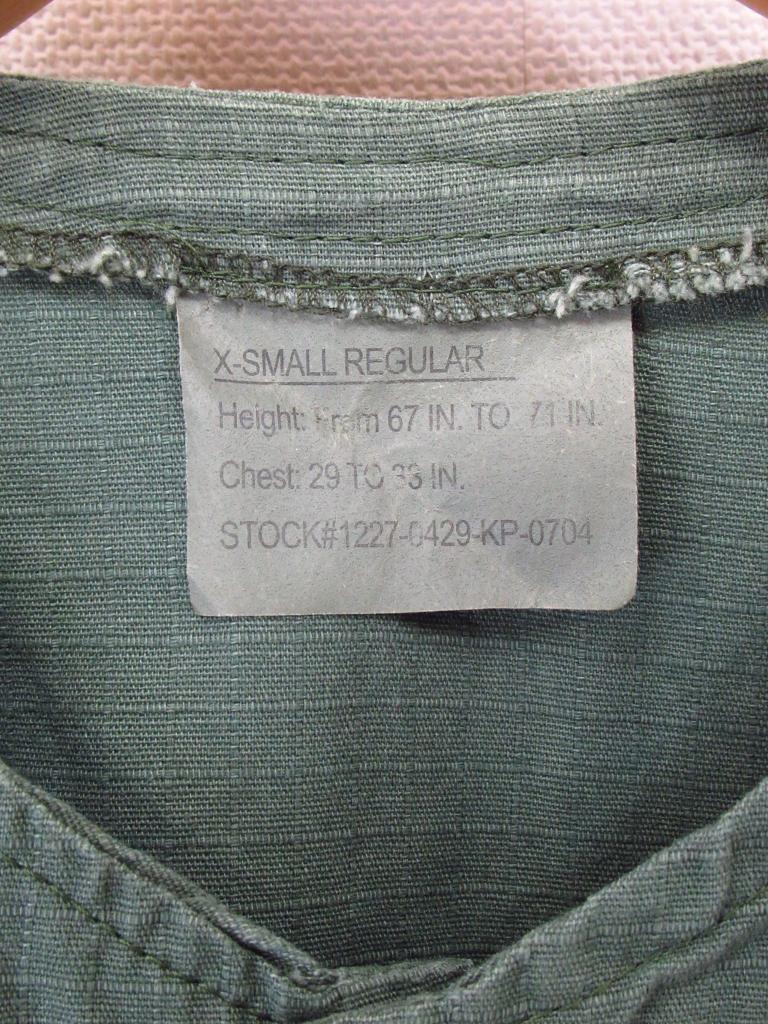 X-SMALL REGULAR
Height: From 67 IN. TO 71 IN.
Chest: 29 TO 33 IN.
STOCK#1227-0429-KP-0704